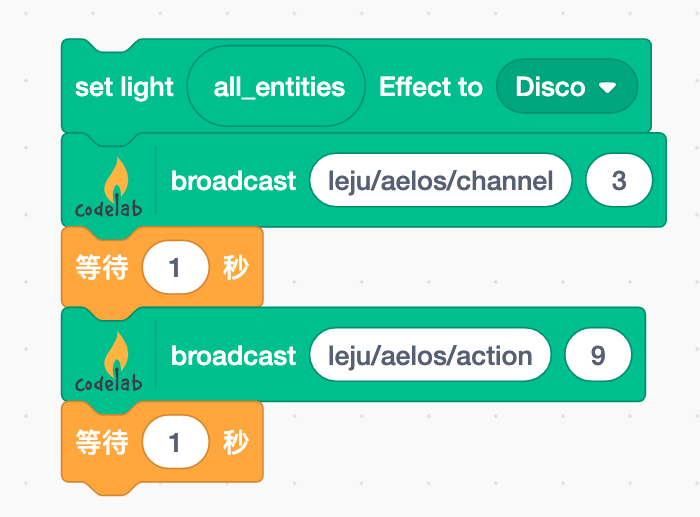 set light all_entities Effect to Disco
codelab broadcast leju/aelos/channel 3
等待 1 秒
codelab broadcast leju/aelos/action 9
等待 1 秒